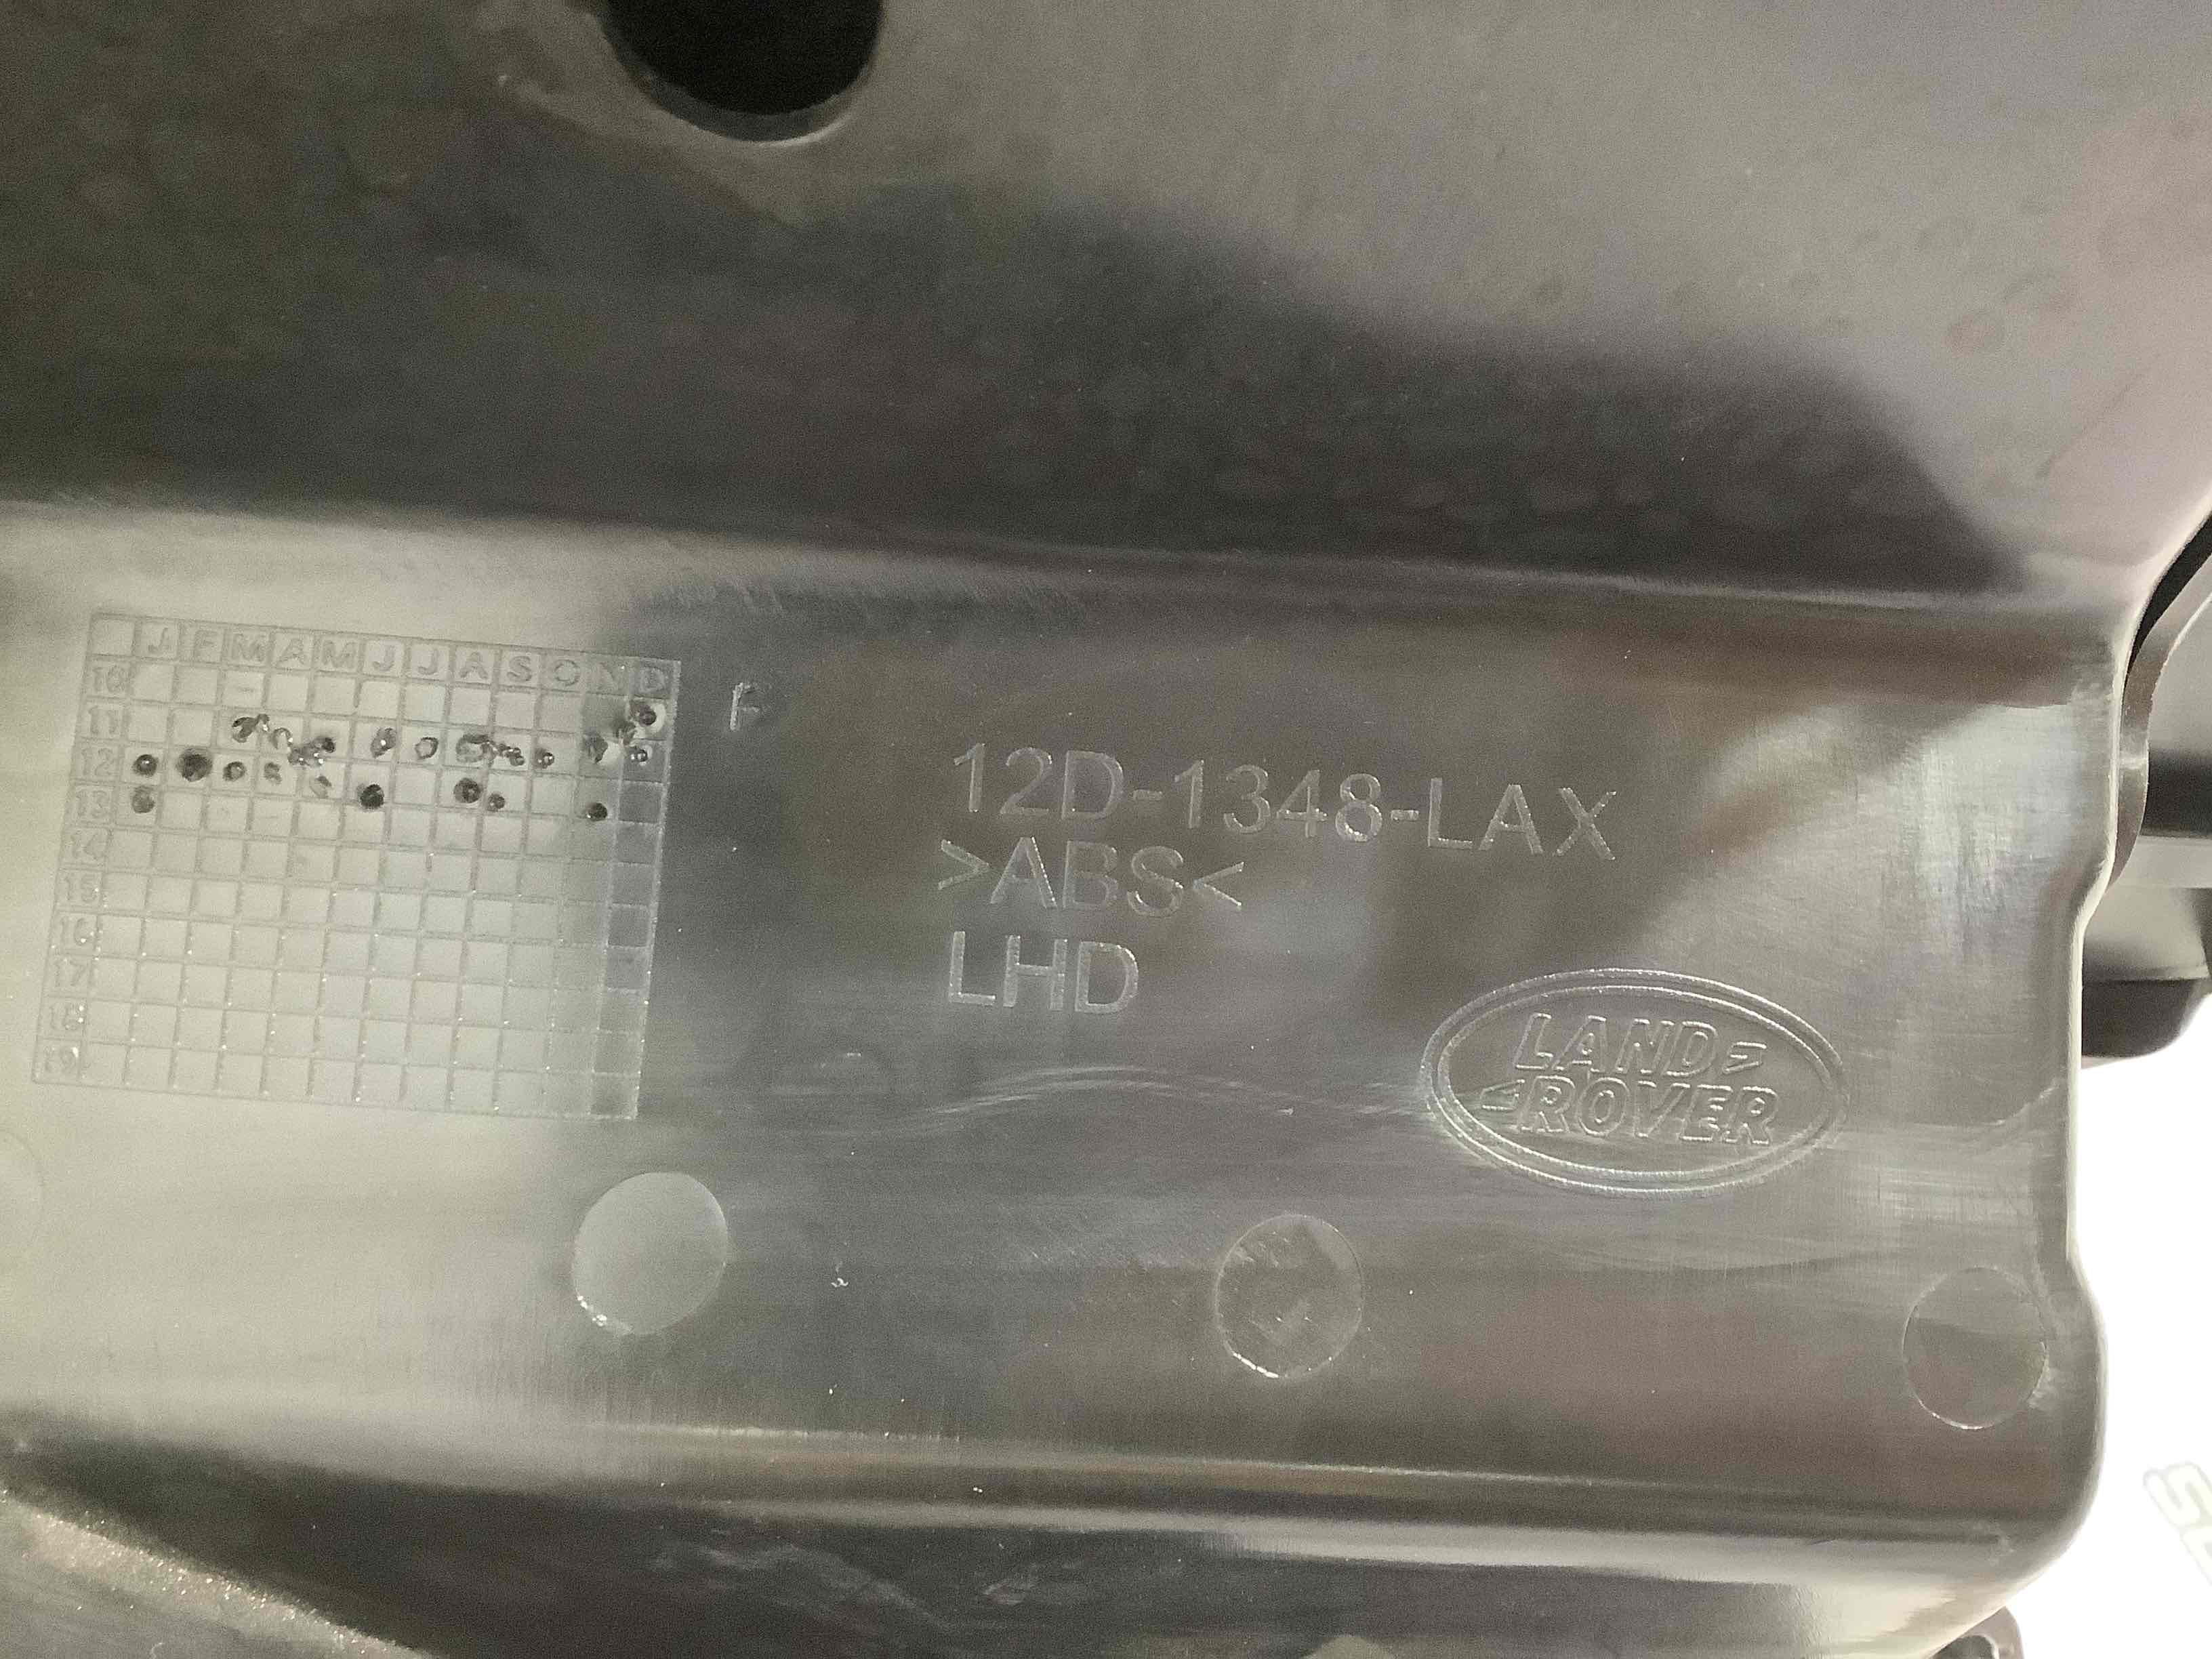 J F M A M J J A S O N D
10
11
12
13
14
15
16
17
18
19
F
12D-1348-LAX
>ABS<
LHD
LAND
ROVER